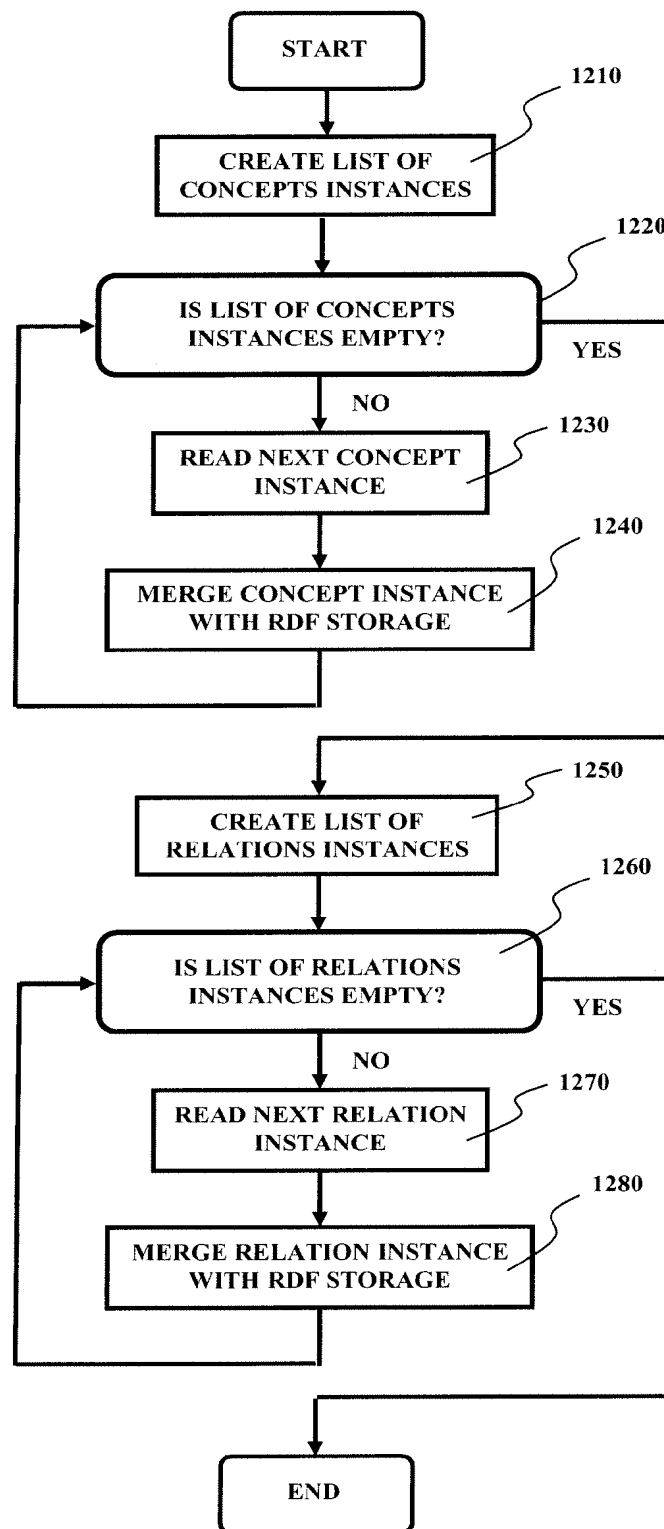 START
1210
CREATE LIST OF
CONCEPTS INSTANCES
1220
IS LIST OF CONCEPTS
INSTANCES EMPTY?
YES
NO
1230
READ NEXT CONCEPT
INSTANCE
1240
MERGE CONCEPT INSTANCE
WITH RDF STORAGE
1250
CREATE LIST OF
RELATIONS INSTANCES
1260
IS LIST OF RELATIONS
INSTANCES EMPTY?
YES
NO
1270
READ NEXT RELATION
INSTANCE
1280
MERGE RELATION INSTANCE
WITH RDF STORAGE
END